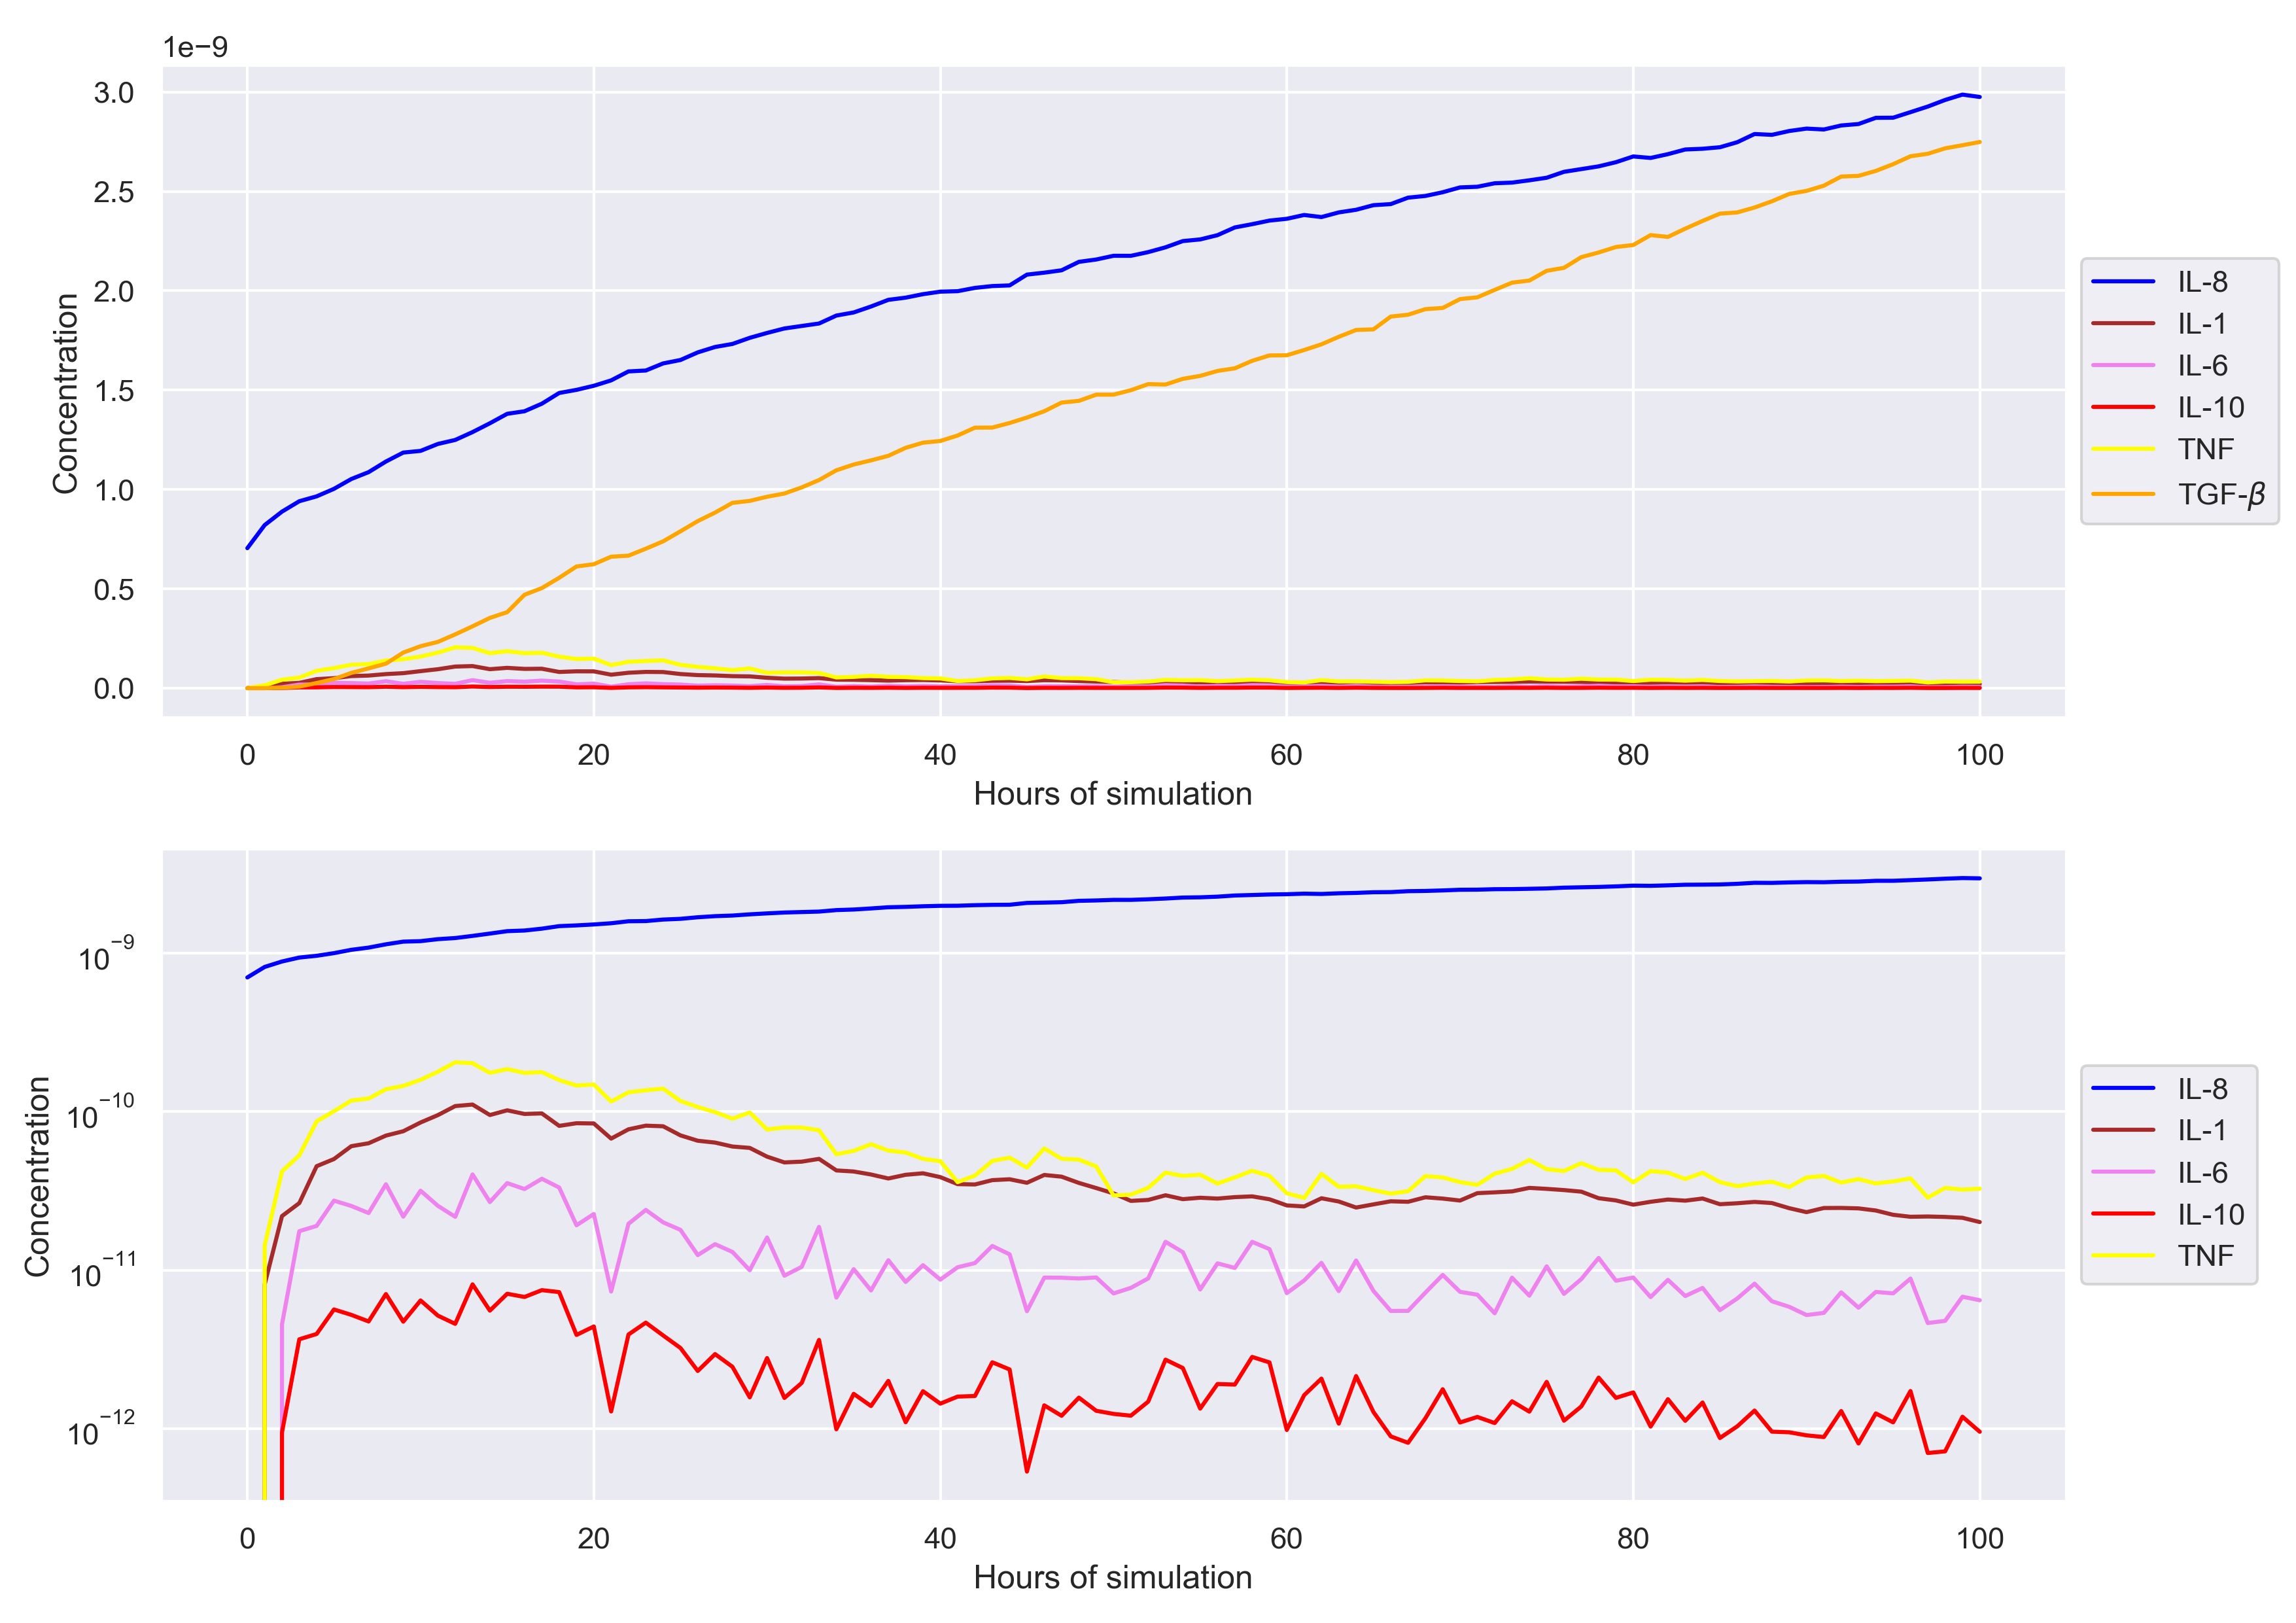 1e−9
3.0
2.5
2.0
1.5
1.0
0.5
0.0
Concentration
0 20 40 60 80 100
Hours of simulation
IL-8
IL-1
IL-6
IL-10
TNF
TGF-β
10⁻⁹
10⁻¹⁰
10⁻¹¹
10⁻¹²
Concentration
0 20 40 60 80 100
Hours of simulation
IL-8
IL-1
IL-6
IL-10
TNF